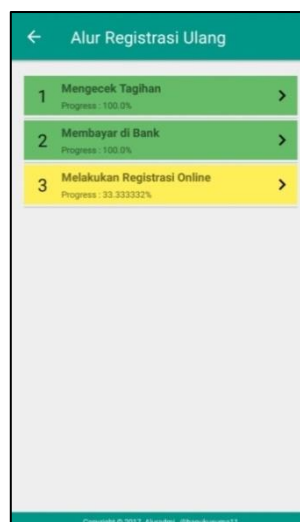 Alur Registrasi Ulang
1
Mengecek Tagihan
Progress : 100.0%
2
Membayar di Bank
Progress : 100.0%
3
Melakukan Registrasi Online
Progress : 33.333332%
Copyright © 2017